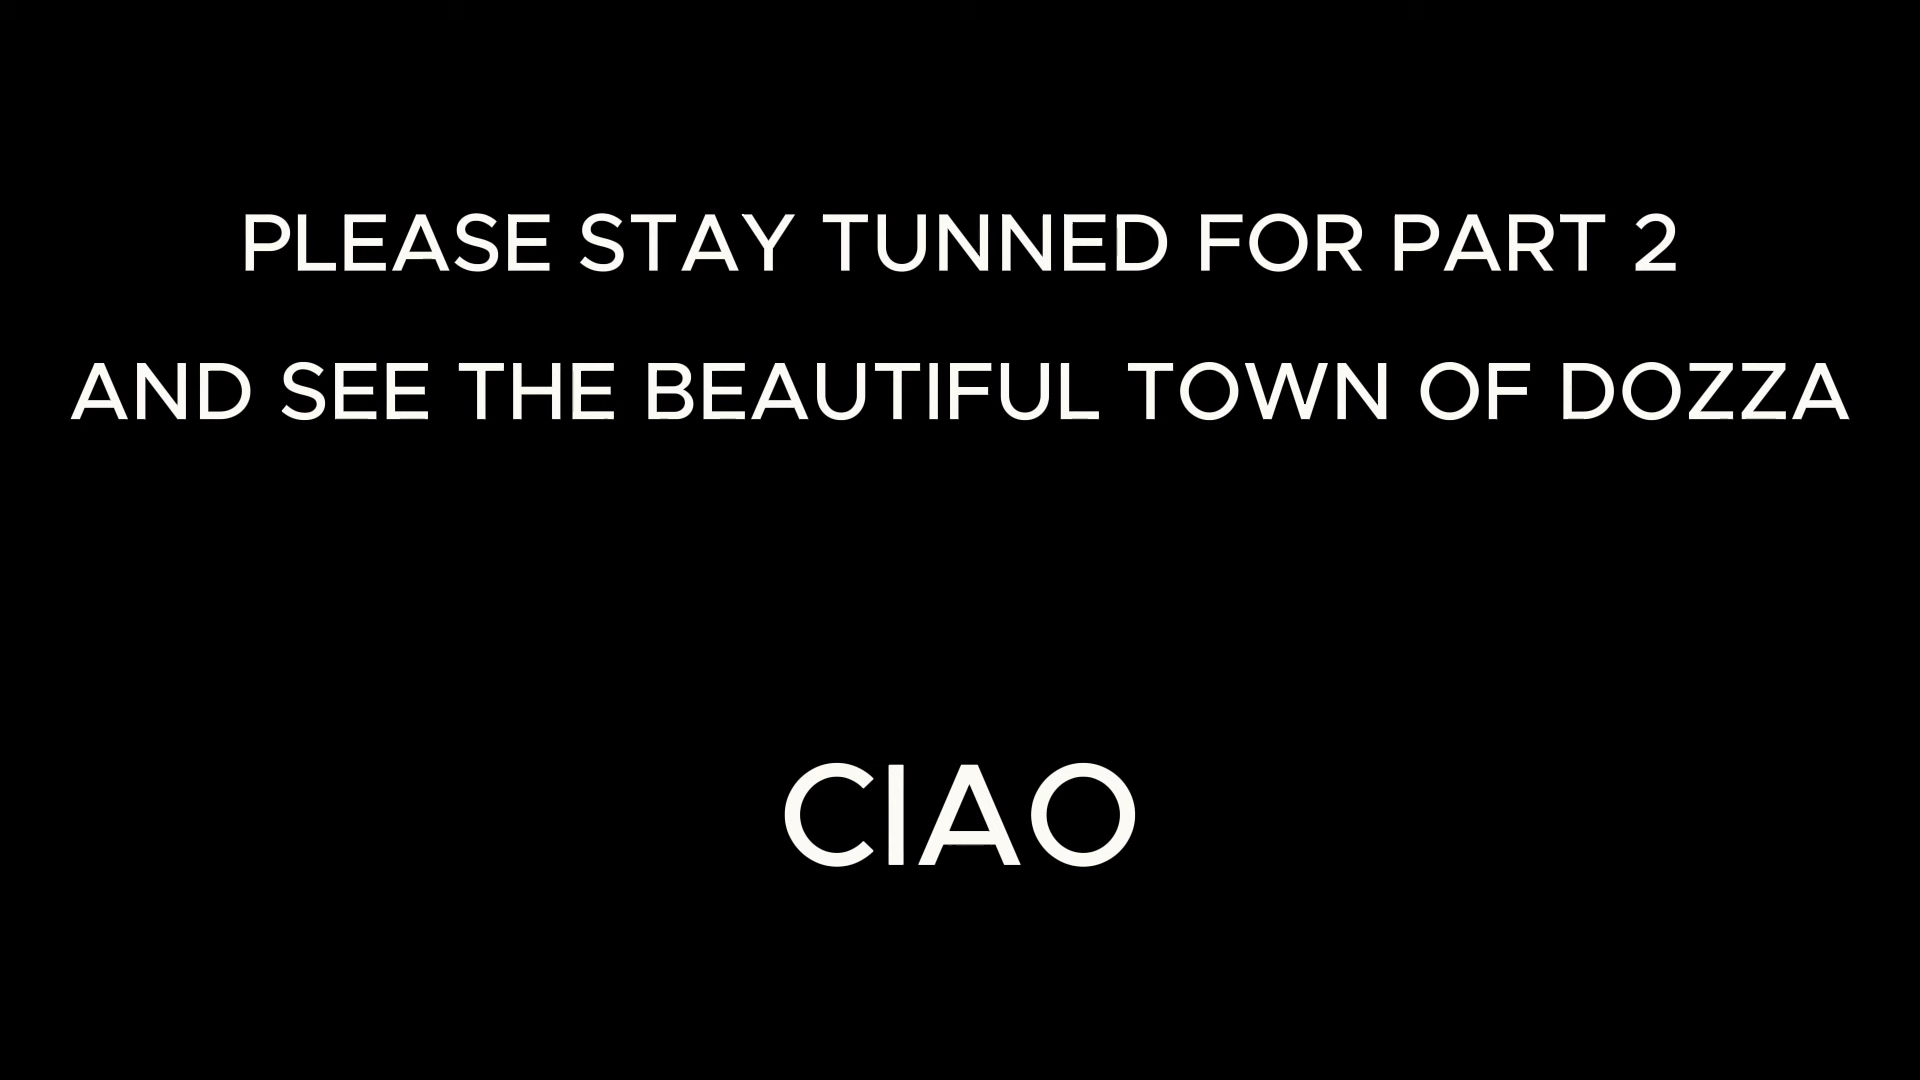 PLEASE STAY TUNNED FOR PART 2
AND SEE THE BEAUTIFUL TOWN OF DOZZA
CIAO